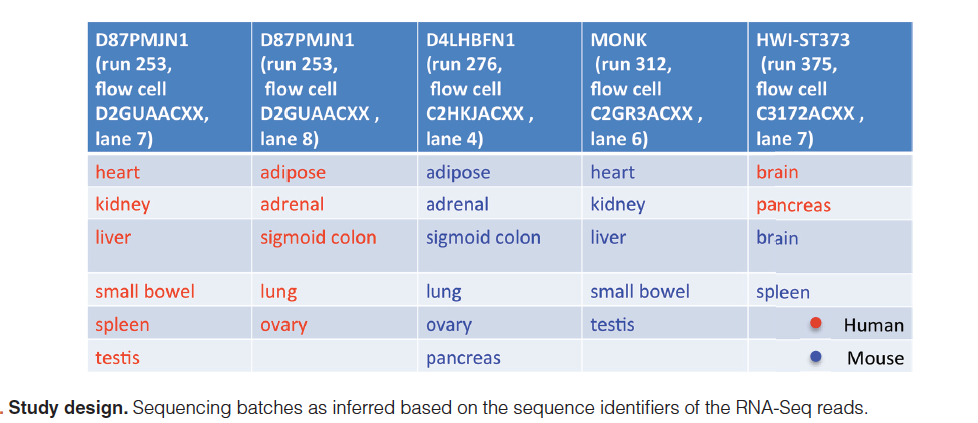 D87PMJN1 (run 253, flow cell D2GUAACXX, lane 7)
D87PMJN1 (run 253, flow cell D2GUAACXX , lane 8)
D4LHBFN1 (run 276, flow cell C2HKJACXX , lane 4)
MONK (run 312, flow cell C2GR3ACXX , lane 6)
HWI-ST373 (run 375, flow cell C3172ACXX , lane 7)
heart adipose adipose heart brain
kidney adrenal adrenal kidney pancreas
liver sigmoid colon sigmoid colon liver brain
small bowel lung lung small bowel spleen
spleen ovary ovary testis Human
testis pancreas Mouse
. Study design. Sequencing batches as inferred based on the sequence identifiers of the RNA-Seq reads.